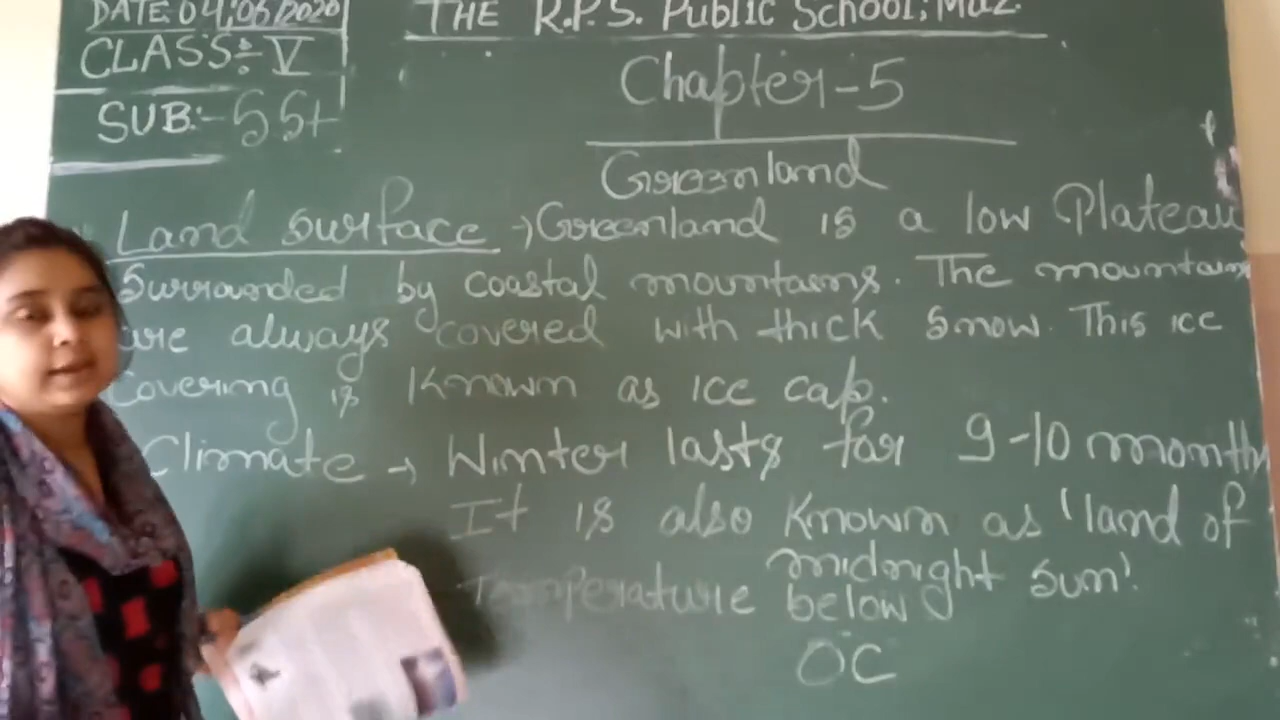 DATE: 04/06/2020
THE R.P.S. Public School, Muz.
CLASS:- V
SUB:- SSt
Chapter-5
Greenland
Land Surface → Greenland is a low Plateau
Surrounded by coastal mountains. The mountains
are always covered with thick snow. This ice
covering is known as ice cap.
Climate → Winter lasts for 9-10 months
It is also known as 'land of
midnight sun'.
Temperature below
0C